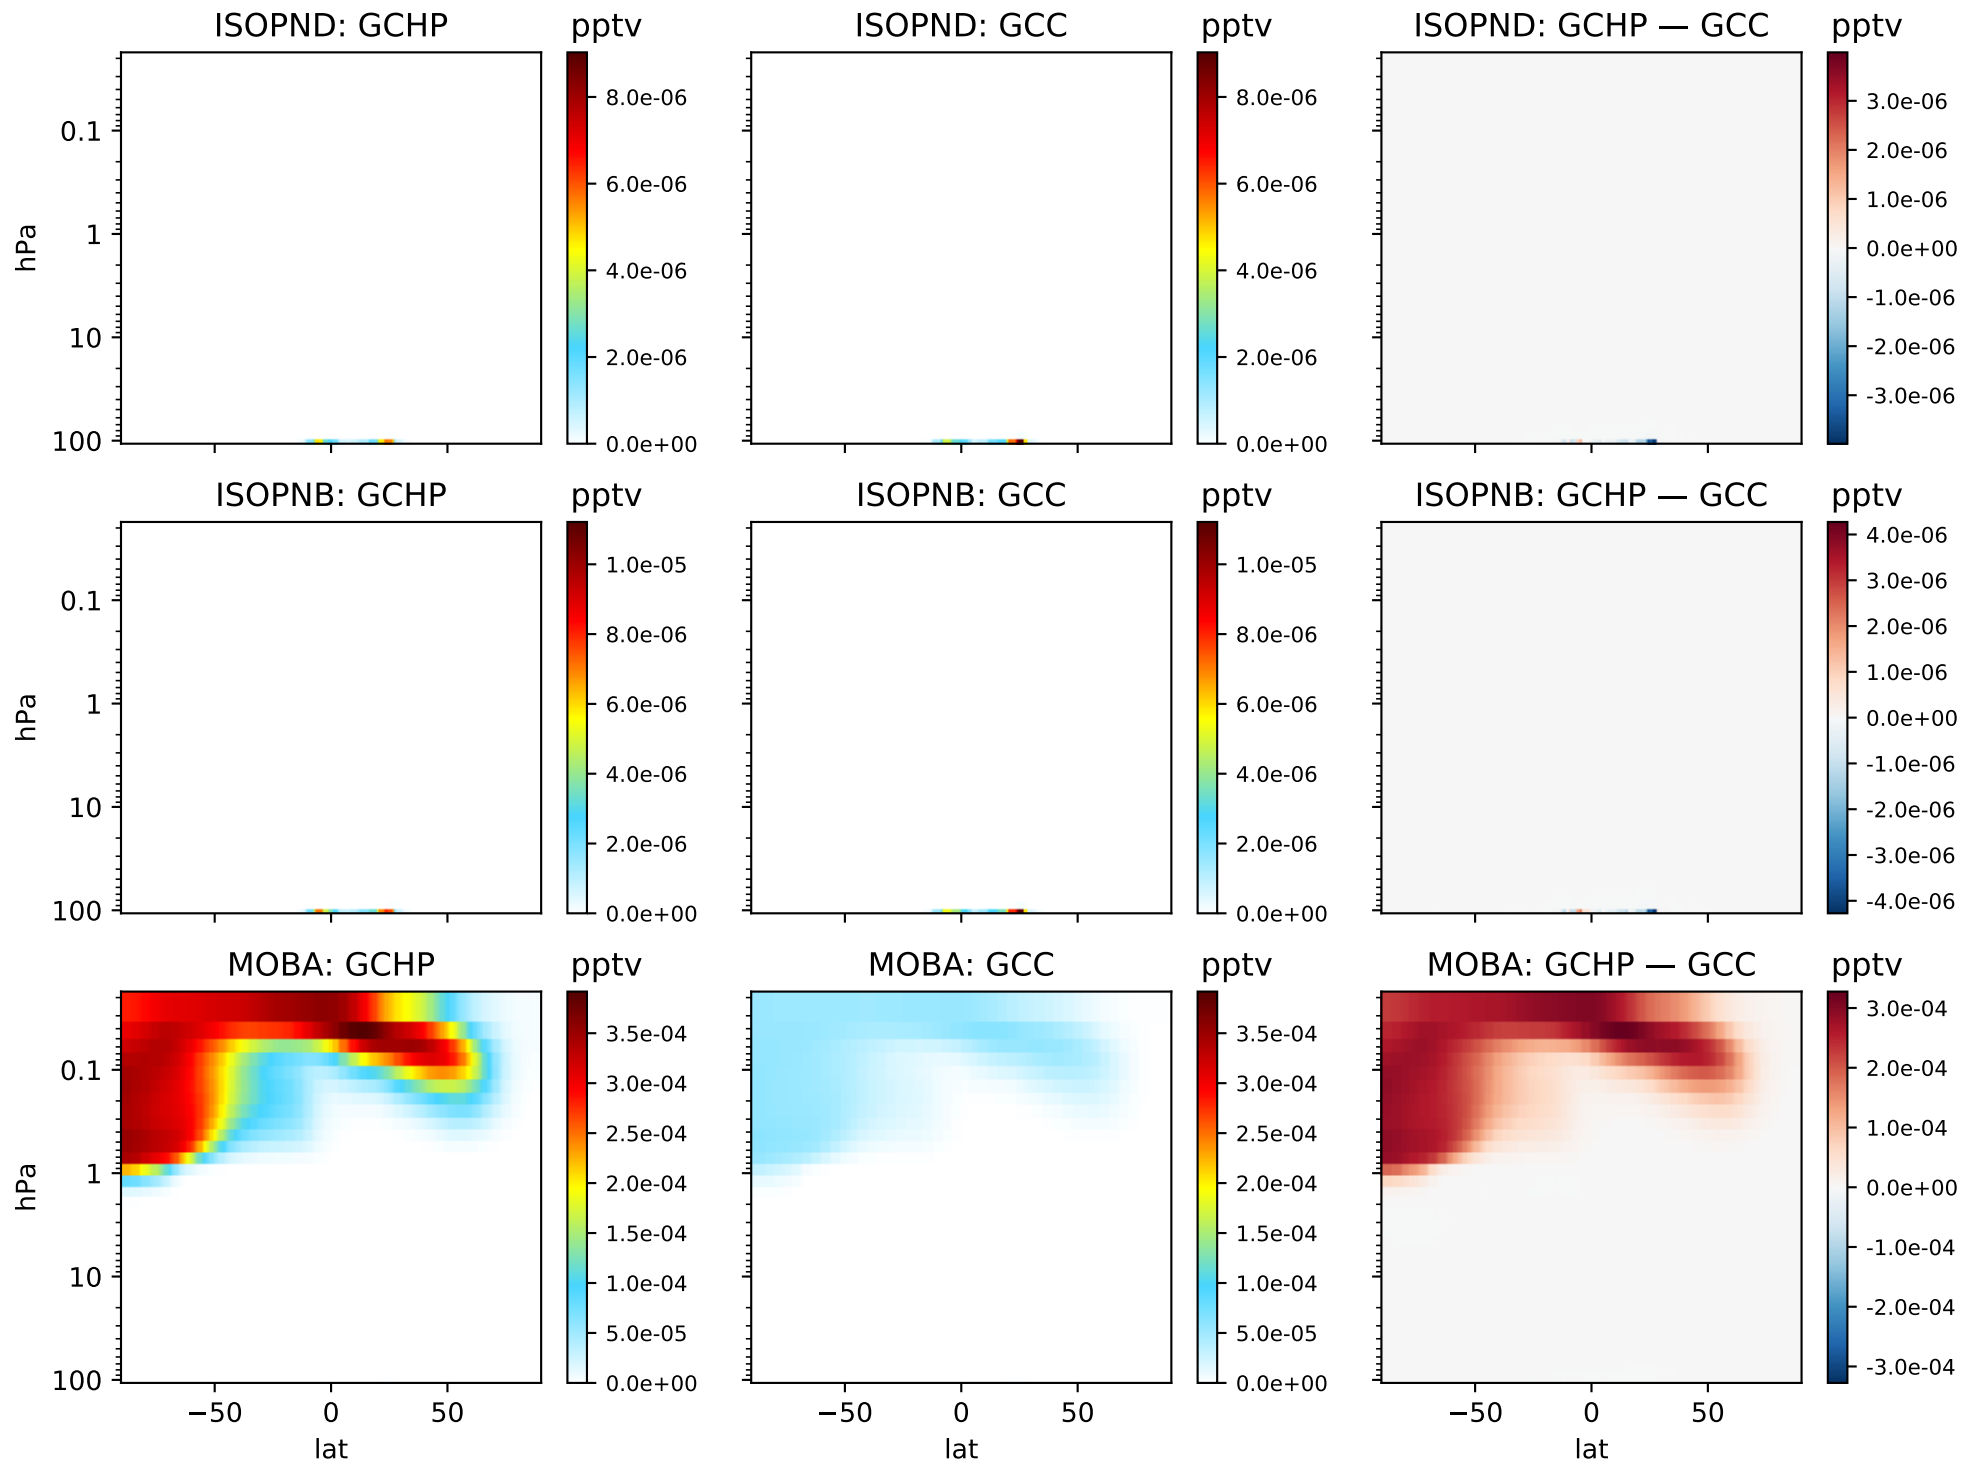 ISOPND: GCHP pptv ISOPND: GCC pptv ISOPND: GCHP — GCC pptv
8.0e-06 8.0e-06 3.0e-06
0.1 2.0e-06
6.0e-06 6.0e-06
1.0e-06
hPa 1 0.0e+00
4.0e-06 4.0e-06
-1.0e-06
10 2.0e-06 2.0e-06 -2.0e-06
-3.0e-06
100 0.0e+00 0.0e+00
ISOPNB: GCHP pptv ISOPNB: GCC pptv ISOPNB: GCHP — GCC pptv
4.0e-06
1.0e-05 1.0e-05
3.0e-06
0.1 8.0e-06 8.0e-06 2.0e-06
1.0e-06
hPa 1 6.0e-06 6.0e-06 0.0e+00
4.0e-06 4.0e-06 -1.0e-06
10 -2.0e-06
2.0e-06 2.0e-06
-3.0e-06
100 0.0e+00 0.0e+00 -4.0e-06
MOBA: GCHP pptv MOBA: GCC pptv MOBA: GCHP — GCC pptv
3.0e-04
3.5e-04 3.5e-04
0.1 3.0e-04 3.0e-04 2.0e-04
2.5e-04 2.5e-04 1.0e-04
hPa 1 2.0e-04 2.0e-04 0.0e+00
1.5e-04 1.5e-04
-1.0e-04
10 1.0e-04 1.0e-04
-2.0e-04
5.0e-05 5.0e-05
-3.0e-04
100 0.0e+00 0.0e+00
−50 0 50 −50 0 50 −50 0 50
lat lat lat